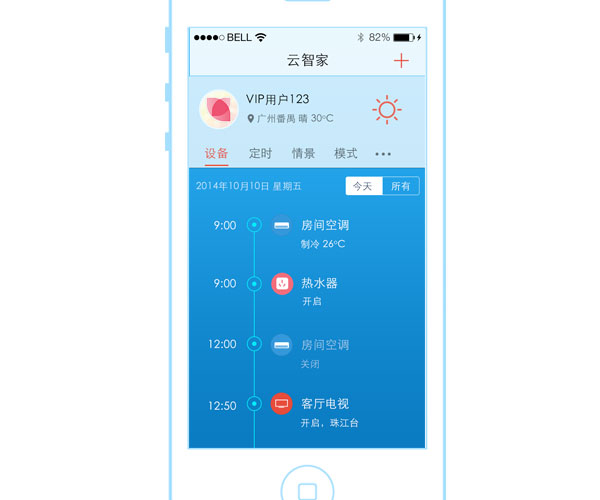 BELL 82%
云智家
VIP用户123
广州番禺 晴 30°C
设备 定时 情景 模式
2014年10月10日 星期五 今天 所有
9:00 房间空调
制冷 26°C
9:00 热水器
开启
12:00 房间空调
关闭
12:50 客厅电视
开启，珠江台